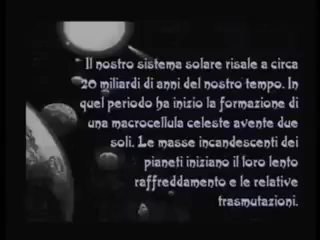 Il nostro sistema solare risale a circa
20 miliardi di anni del nostro tempo. In
quel periodo ha inizio la formazione di
una macrocellula celeste avente due
soli. Le masse incandescenti dei
pianeti iniziano il loro lento
raffreddamento e le relative
trasmutazioni.